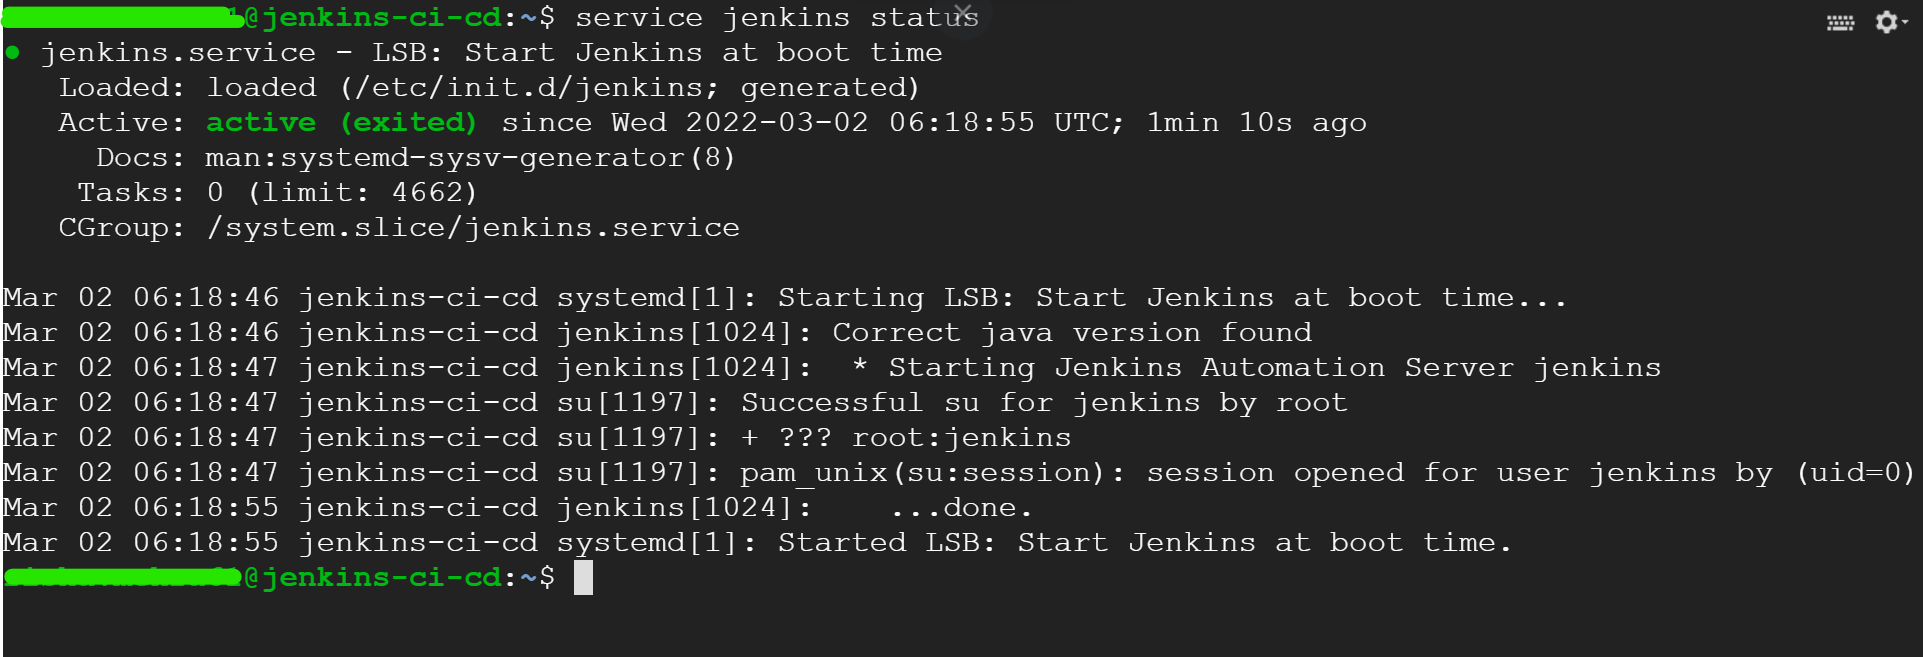 @jenkins-ci-cd:~$ service jenkins status
● jenkins.service - LSB: Start Jenkins at boot time
   Loaded: loaded (/etc/init.d/jenkins; generated)
   Active: active (exited) since Wed 2022-03-02 06:18:55 UTC; 1min 10s ago
     Docs: man:systemd-sysv-generator(8)
    Tasks: 0 (limit: 4662)
   CGroup: /system.slice/jenkins.service

Mar 02 06:18:46 jenkins-ci-cd systemd[1]: Starting LSB: Start Jenkins at boot time...
Mar 02 06:18:46 jenkins-ci-cd jenkins[1024]: Correct java version found
Mar 02 06:18:47 jenkins-ci-cd jenkins[1024]:  * Starting Jenkins Automation Server jenkins
Mar 02 06:18:47 jenkins-ci-cd su[1197]: Successful su for jenkins by root
Mar 02 06:18:47 jenkins-ci-cd su[1197]: + ??? root:jenkins
Mar 02 06:18:47 jenkins-ci-cd su[1197]: pam_unix(su:session): session opened for user jenkins by (uid=0)
Mar 02 06:18:55 jenkins-ci-cd jenkins[1024]:    ...done.
Mar 02 06:18:55 jenkins-ci-cd systemd[1]: Started LSB: Start Jenkins at boot time.
@jenkins-ci-cd:~$